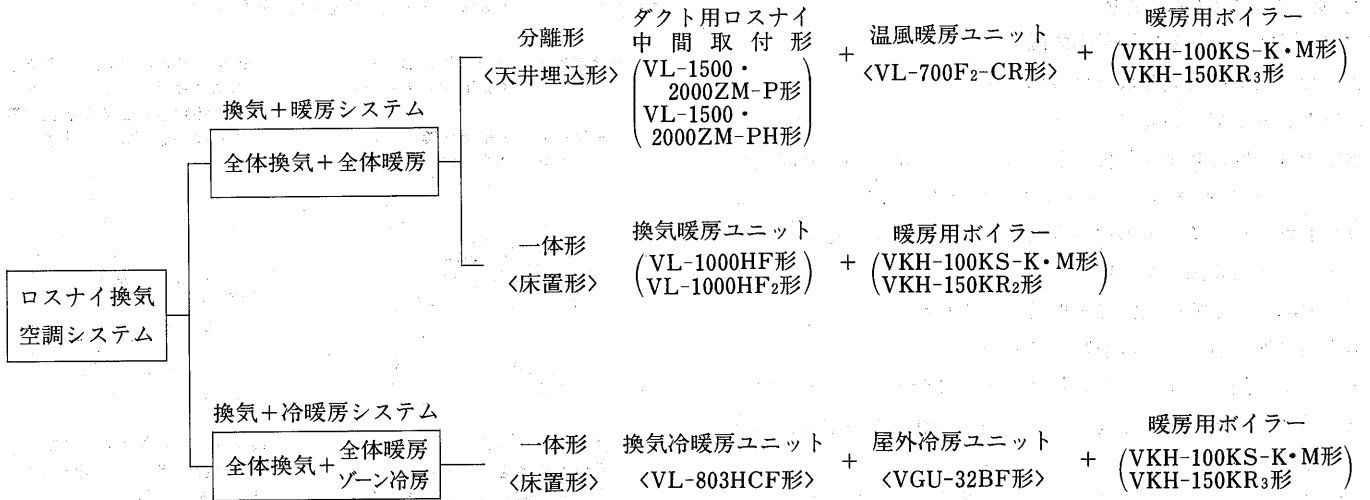 ロスナイ換気
空調システム
換気+暖房システム
全体換気+全体暖房
分離形
〈天井埋込形〉
ダクト用ロスナイ
中間取付形
(VL-1500・
2000ZM-P形
VL-1500・
2000ZM-PH形)
+
温風暖房ユニット
〈VL-700F₂-CR形〉
+
暖房用ボイラー
(VKH-100KS-K・M形
VKH-150KR₃形)
一体形
〈床置形〉
換気暖房ユニット
(VL-1000HF形
VL-1000HF₂形)
+
暖房用ボイラー
(VKH-100KS-K・M形
VKH-150KR₂形)
換気+冷暖房システム
全体換気+全体暖房
ゾーン冷房
一体形
〈床置形〉
換気冷暖房ユニット
〈VL-803HCF形〉
+
屋外冷房ユニット
〈VGU-32BF形〉
+
暖房用ボイラー
(VKH-100KS-K・M形
VKH-150KR₃形)